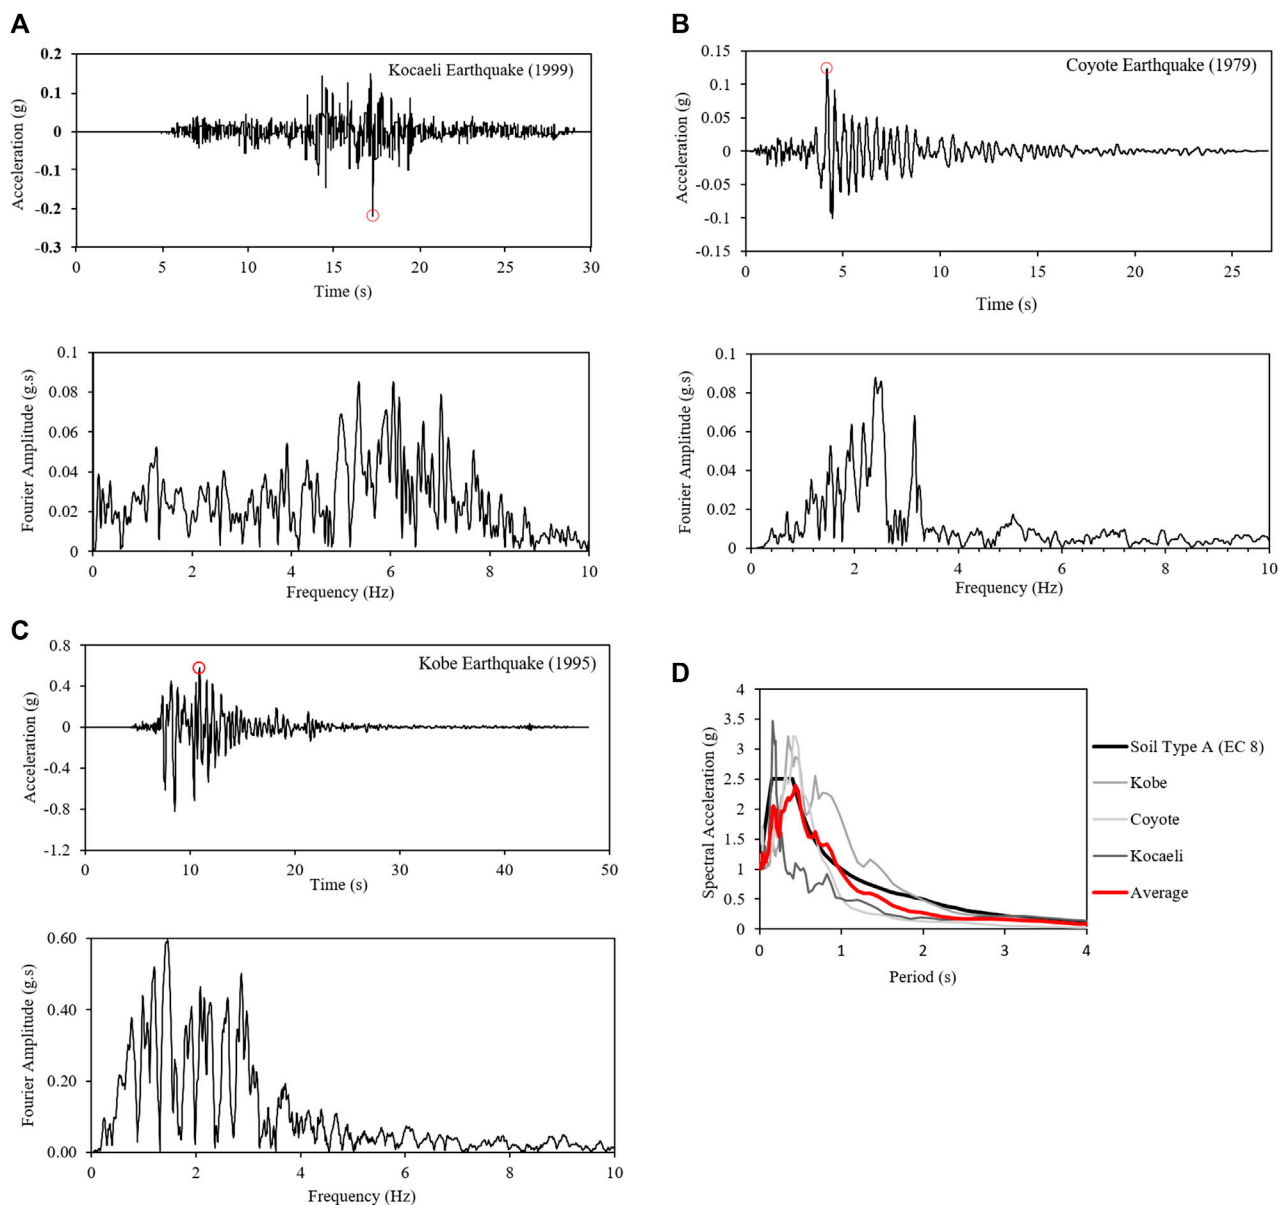 A
Kocaeli Earthquake (1999)
Acceleration (g)
0.2
0.1
0
-0.1
-0.2
-0.3
0 5 10 15 20 25 30
Time (s)
Fourier Amplitude (g.s)
0.1
0.08
0.06
0.04
0.02
0
0 2 4 6 8 10
Frequency (Hz)
B
Coyote Earthquake (1979)
Acceleration (g)
0.15
0.1
0.05
0
-0.05
-0.1
-0.15
0 5 10 15 20 25
Time (s)
Fourier Amplitude (g.s)
0.1
0.08
0.06
0.04
0.02
0
0 2 4 6 8 10
Frequency (Hz)
C
Kobe Earthquake (1995)
Acceleration (g)
0.8
0.4
0
-0.4
-0.8
-1.2
0 10 20 30 40 50
Time (s)
Fourier Amplitude (g.s)
0.60
0.40
0.20
0.00
0 2 4 6 8 10
Frequency (Hz)
D
Spectral Acceleration (g)
4
3.5
3
2.5
2
1.5
1
0.5
0
0 1 2 3 4
Period (s)
Soil Type A (EC 8)
Kobe
Coyote
Kocaeli
Average